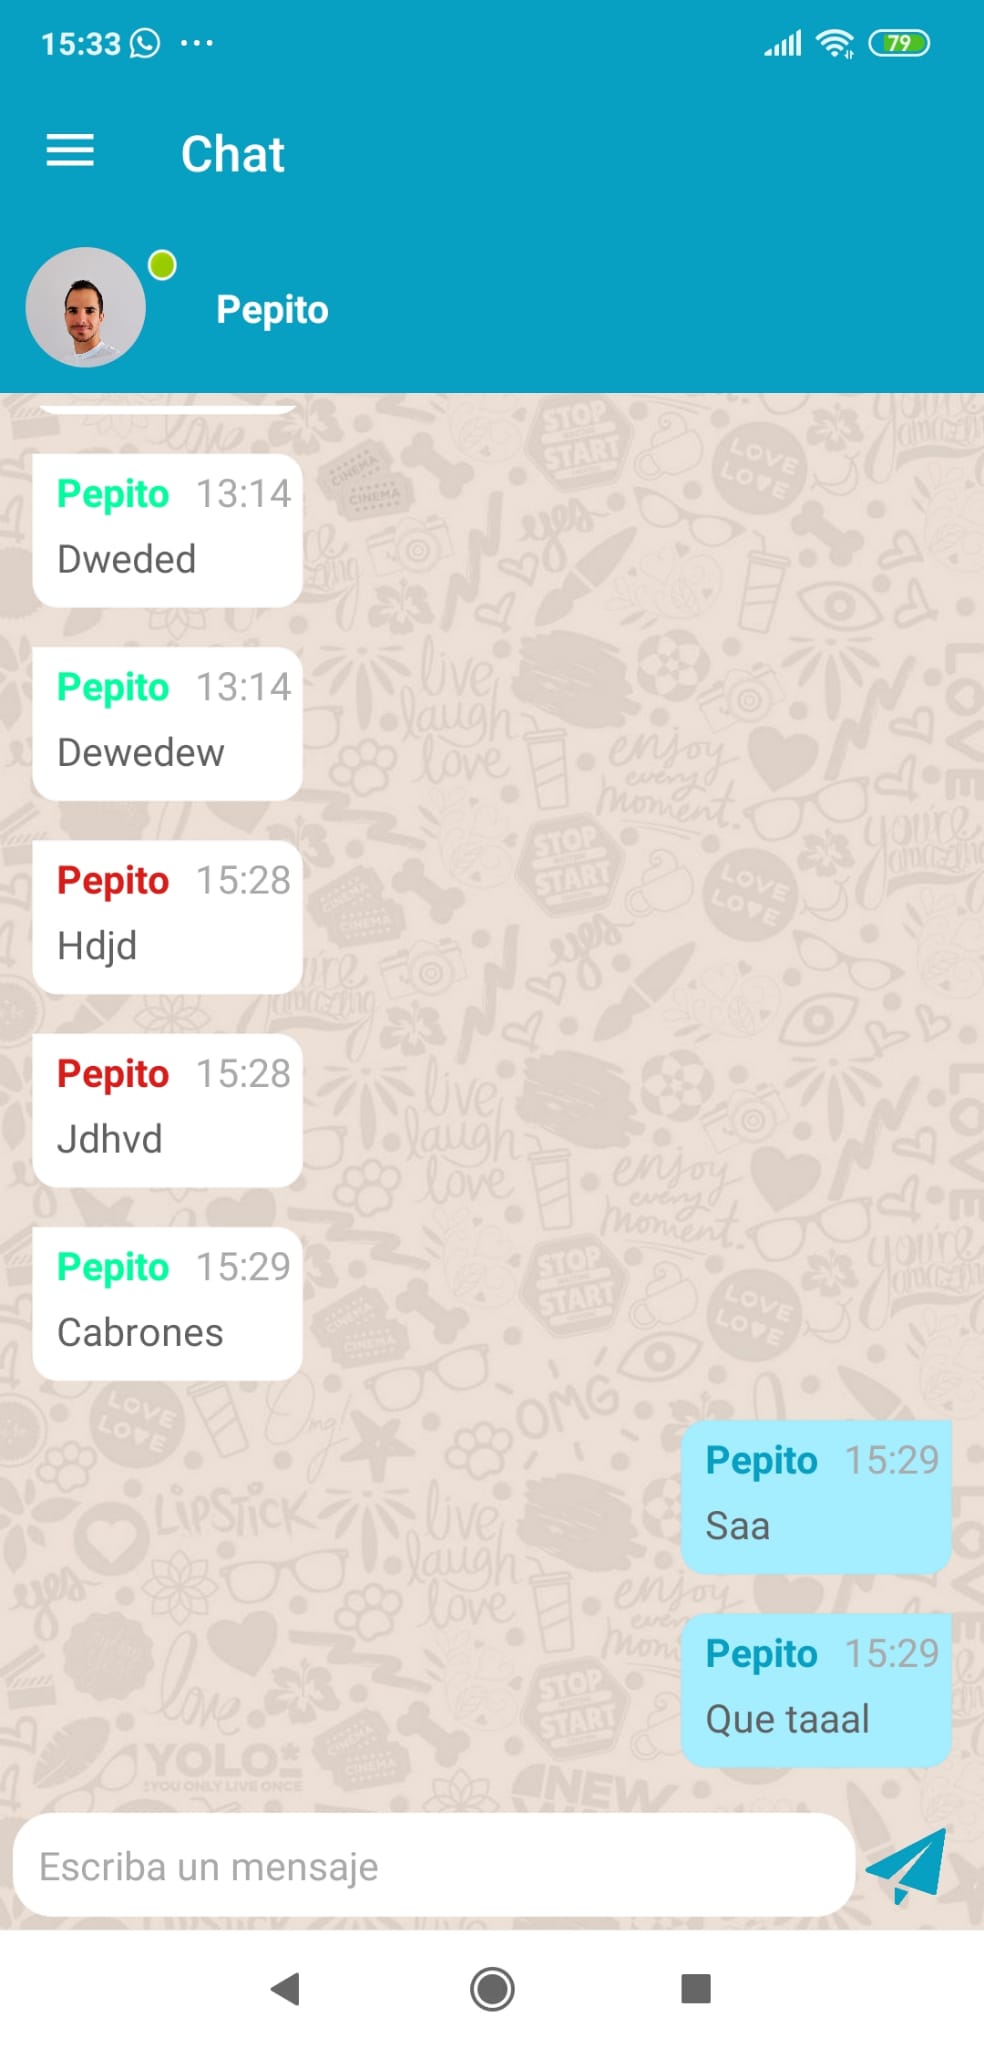 15:33
79
Chat
Pepito
Pepito 13:14
Dweded
Pepito 13:14
Dewedew
Pepito 15:28
Hdjd
Pepito 15:28
Jdhvd
Pepito 15:29
Cabrones
Pepito 15:29
Saa
Pepito 15:29
Que taaal
Escriba un mensaje